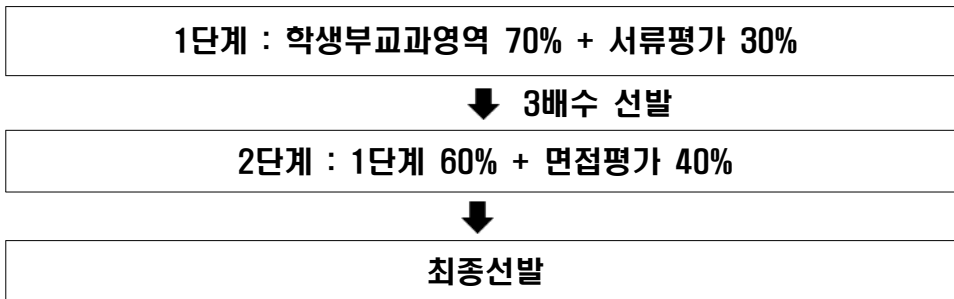 1단계 : 학생부교과영역 70% + 서류평가 30%
3배수 선발
2단계 : 1단계 60% + 면접평가 40%
최종선발